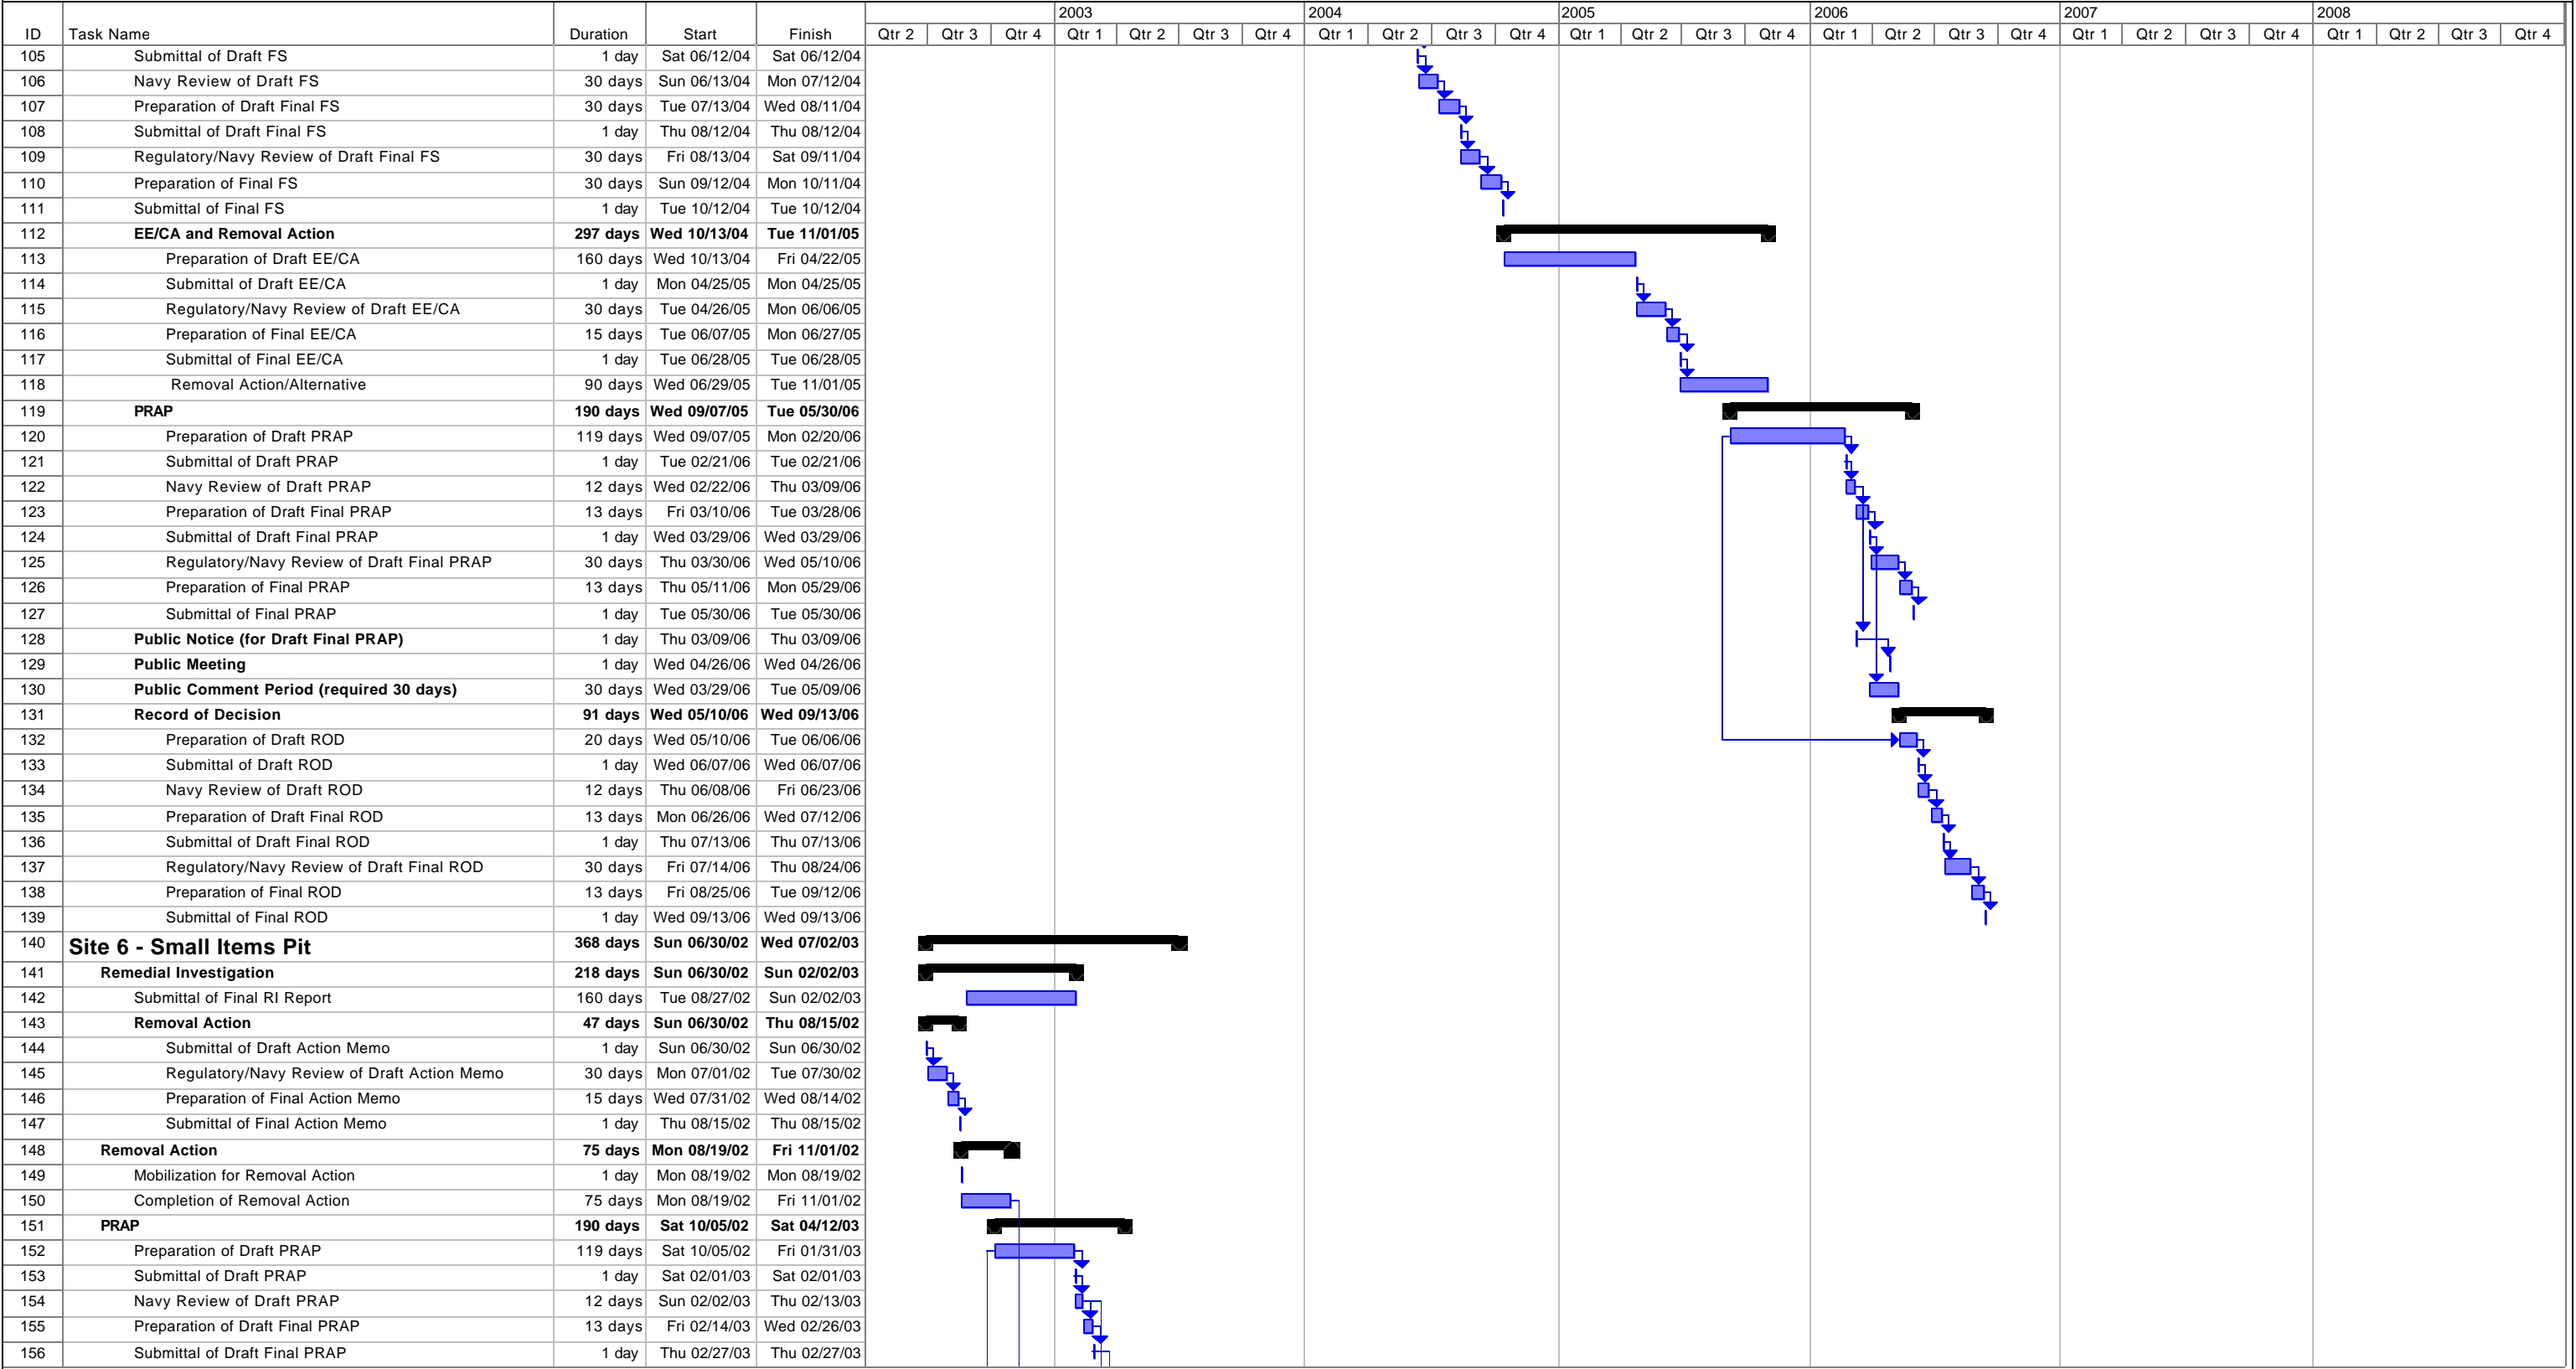 2003 2004 2005 2006 2007 2008
ID Task Name Duration Start Finish Qtr 2 Qtr 3 Qtr 4 Qtr 1 Qtr 2 Qtr 3 Qtr 4 Qtr 1 Qtr 2 Qtr 3 Qtr 4 Qtr 1 Qtr 2 Qtr 3 Qtr 4 Qtr 1 Qtr 2 Qtr 3 Qtr 4 Qtr 1 Qtr 2 Qtr 3 Qtr 4 Qtr 1 Qtr 2 Qtr 3 Qtr 4
105 Submittal of Draft FS 1 day Sat 06/12/04 Sat 06/12/04
106 Navy Review of Draft FS 30 days Sun 06/13/04 Mon 07/12/04
107 Preparation of Draft Final FS 30 days Tue 07/13/04 Wed 08/11/04
108 Submittal of Draft Final FS 1 day Thu 08/12/04 Thu 08/12/04
109 Regulatory/Navy Review of Draft Final FS 30 days Fri 08/13/04 Sat 09/11/04
110 Preparation of Final FS 30 days Sun 09/12/04 Mon 10/11/04
111 Submittal of Final FS 1 day Tue 10/12/04 Tue 10/12/04
112 EE/CA and Removal Action 297 days Wed 10/13/04 Tue 11/01/05
113 Preparation of Draft EE/CA 160 days Wed 10/13/04 Fri 04/22/05
114 Submittal of Draft EE/CA 1 day Mon 04/25/05 Mon 04/25/05
115 Regulatory/Navy Review of Draft EE/CA 30 days Tue 04/26/05 Mon 06/06/05
116 Preparation of Final EE/CA 15 days Tue 06/07/05 Mon 06/27/05
117 Submittal of Final EE/CA 1 day Tue 06/28/05 Tue 06/28/05
118 Removal Action/Alternative 90 days Wed 06/29/05 Tue 11/01/05
119 PRAP 190 days Wed 09/07/05 Tue 05/30/06
120 Preparation of Draft PRAP 119 days Wed 09/07/05 Mon 02/20/06
121 Submittal of Draft PRAP 1 day Tue 02/21/06 Tue 02/21/06
122 Navy Review of Draft PRAP 12 days Wed 02/22/06 Thu 03/09/06
123 Preparation of Draft Final PRAP 13 days Fri 03/10/06 Tue 03/28/06
124 Submittal of Draft Final PRAP 1 day Wed 03/29/06 Wed 03/29/06
125 Regulatory/Navy Review of Draft Final PRAP 30 days Thu 03/30/06 Wed 05/10/06
126 Preparation of Final PRAP 13 days Thu 05/11/06 Mon 05/29/06
127 Submittal of Final PRAP 1 day Tue 05/30/06 Tue 05/30/06
128 Public Notice (for Draft Final PRAP) 1 day Thu 03/09/06 Thu 03/09/06
129 Public Meeting 1 day Wed 04/26/06 Wed 04/26/06
130 Public Comment Period (required 30 days) 30 days Wed 03/29/06 Tue 05/09/06
131 Record of Decision 91 days Wed 05/10/06 Wed 09/13/06
132 Preparation of Draft ROD 20 days Wed 05/10/06 Tue 06/06/06
133 Submittal of Draft ROD 1 day Wed 06/07/06 Wed 06/07/06
134 Navy Review of Draft ROD 12 days Thu 06/08/06 Fri 06/23/06
135 Preparation of Draft Final ROD 13 days Mon 06/26/06 Wed 07/12/06
136 Submittal of Draft Final ROD 1 day Thu 07/13/06 Thu 07/13/06
137 Regulatory/Navy Review of Draft Final ROD 30 days Fri 07/14/06 Thu 08/24/06
138 Preparation of Final ROD 13 days Fri 08/25/06 Tue 09/12/06
139 Submittal of Final ROD 1 day Wed 09/13/06 Wed 09/13/06
140 Site 6 - Small Items Pit 368 days Sun 06/30/02 Wed 07/02/03
141 Remedial Investigation 218 days Sun 06/30/02 Sun 02/02/03
142 Submittal of Final RI Report 160 days Tue 08/27/02 Sun 02/02/03
143 Removal Action 47 days Sun 06/30/02 Thu 08/15/02
144 Submittal of Draft Action Memo 1 day Sun 06/30/02 Sun 06/30/02
145 Regulatory/Navy Review of Draft Action Memo 30 days Mon 07/01/02 Tue 07/30/02
146 Preparation of Final Action Memo 15 days Wed 07/31/02 Wed 08/14/02
147 Submittal of Final Action Memo 1 day Thu 08/15/02 Thu 08/15/02
148 Removal Action 75 days Mon 08/19/02 Fri 11/01/02
149 Mobilization for Removal Action 1 day Mon 08/19/02 Mon 08/19/02
150 Completion of Removal Action 75 days Mon 08/19/02 Fri 11/01/02
151 PRAP 190 days Sat 10/05/02 Sat 04/12/03
152 Preparation of Draft PRAP 119 days Sat 10/05/02 Fri 01/31/03
153 Submittal of Draft PRAP 1 day Sat 02/01/03 Sat 02/01/03
154 Navy Review of Draft PRAP 12 days Sun 02/02/03 Thu 02/13/03
155 Preparation of Draft Final PRAP 13 days Fri 02/14/03 Wed 02/26/03
156 Submittal of Draft Final PRAP 1 day Thu 02/27/03 Thu 02/27/03